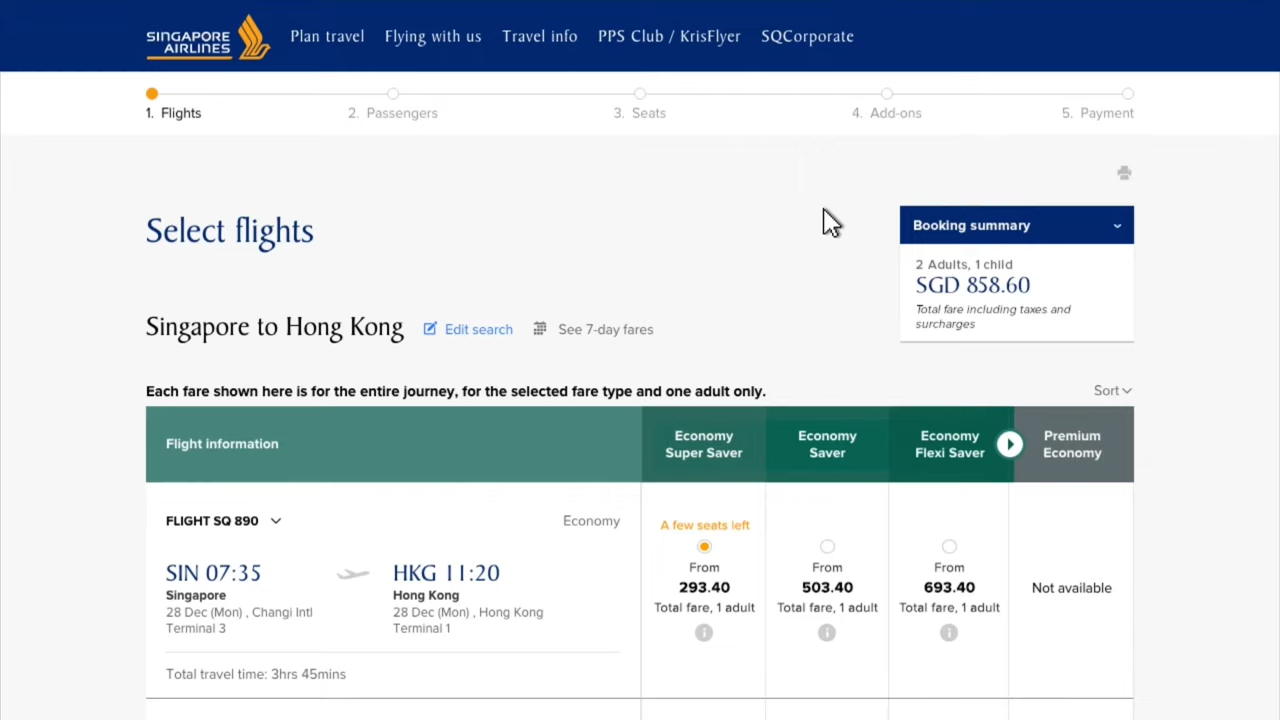 SINGAPORE
AIRLINES
Plan travel
Flying with us
Travel info
PPS Club / KrisFlyer
SQCorporate
1. Flights
2. Passengers
3. Seats
4. Add-ons
5. Payment
Select flights
Booking summary
2 Adults, 1 child
SGD 858.60
Total fare including taxes and
surcharges
Singapore to Hong Kong
Edit search
See 7-day fares
Each fare shown here is for the entire journey, for the selected fare type and one adult only.
Sort
Flight information
Economy
Super Saver
Economy
Saver
Economy
Flexi Saver
Premium
Economy
FLIGHT SQ 890
Economy
SIN 07:35
Singapore
28 Dec (Mon) , Changi Intl
Terminal 3
HKG 11:20
Hong Kong
28 Dec (Mon) , Hong Kong
Terminal 1
Total travel time: 3hrs 45mins
A few seats left
From
293.40
Total fare, 1 adult
From
503.40
Total fare, 1 adult
From
693.40
Total fare, 1 adult
Not available